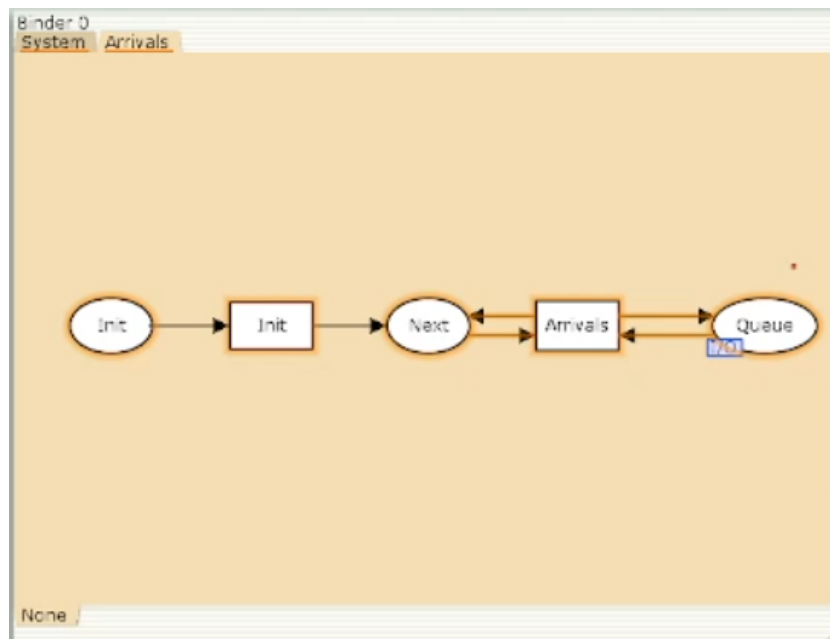 Binder 0
System Arrivals
Init Init Next Arrivals Queue
I/O
None